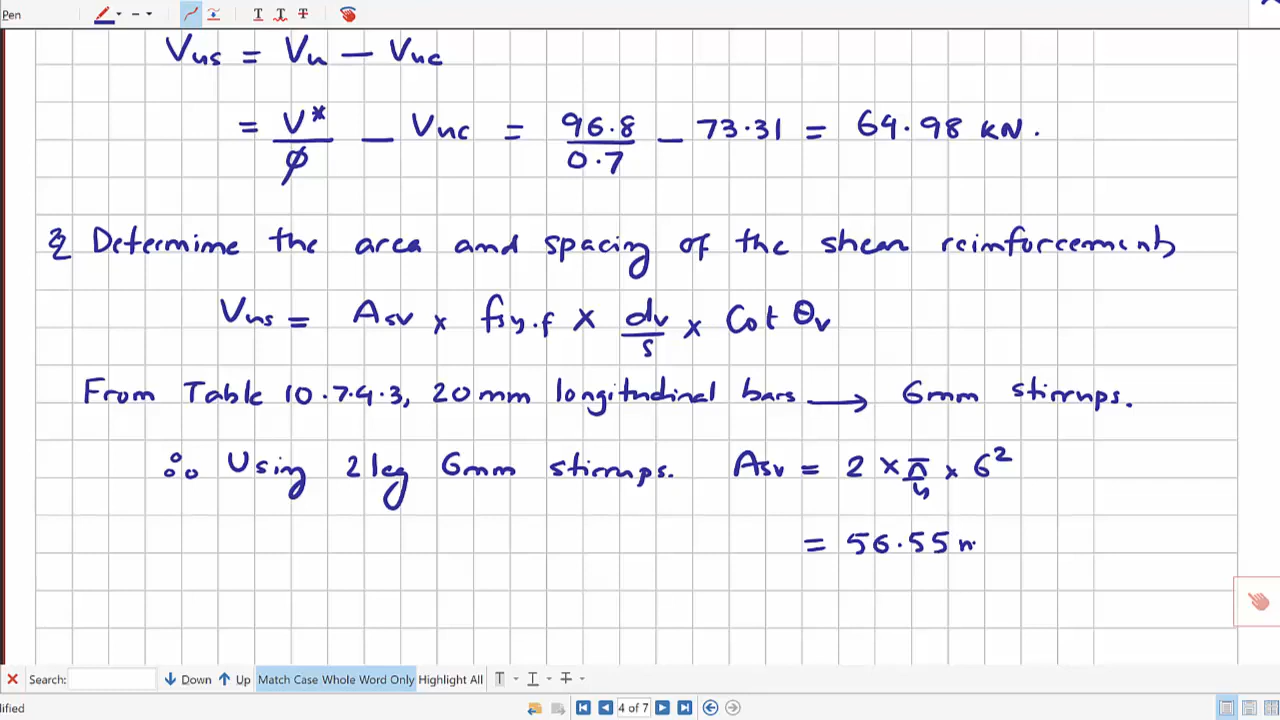 Pen
Vus = Vu — Vuc
= V* / ϕ — Vuc = 96.8 / 0.7 — 73.31 = 64.98 kN.
Determine the area and spacing of the shear reinforcements
Vus = Asv × fsy.f × dv / s × Cot θv
From Table 10.7.4.3, 20mm longitudinal bars → 6mm stirrups.
∴ Using 2 leg 6mm stirrups. Asv = 2 × π/4 × 6²
= 56.55 m
Search: Down Up Match Case Whole Word Only Highlight All
ified
4 of 7